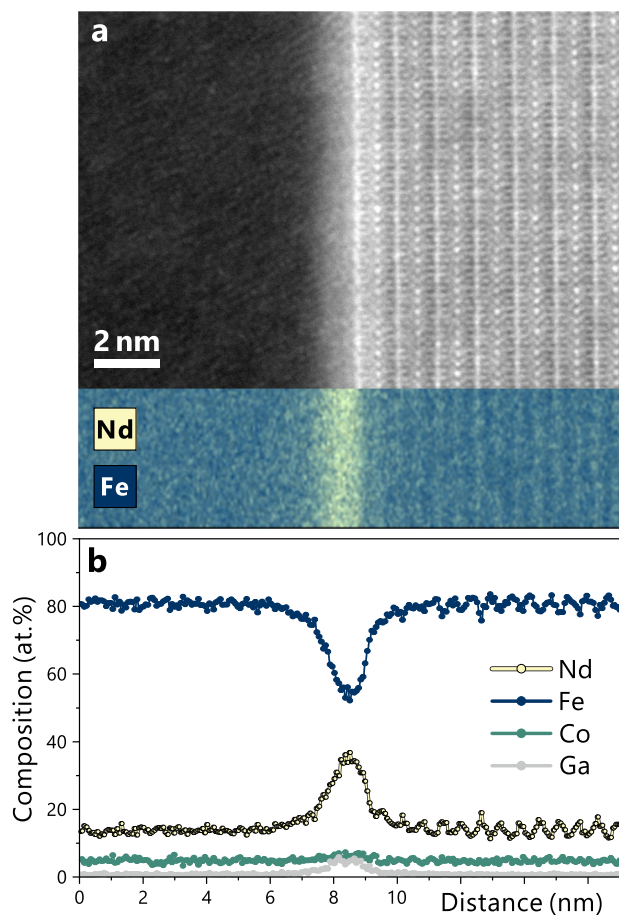 a
2 nm
Nd
Fe
b
100
80
60
40
20
0
Composition (at.%)
Nd
Fe
Co
Ga
0 2 4 6 8 10 Distance (nm)